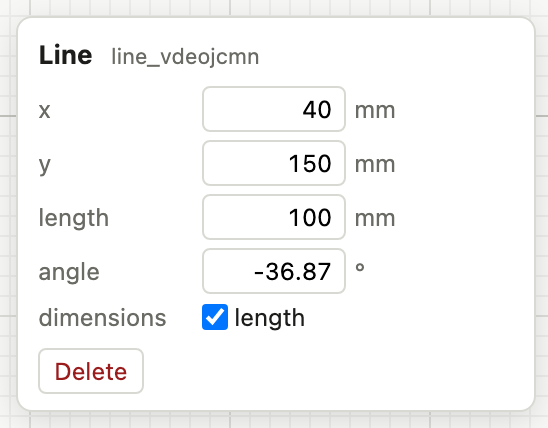 Line line_vdeojcmn
x 40 mm
y 150 mm
length 100 mm
angle -36.87 °
dimensions length
Delete